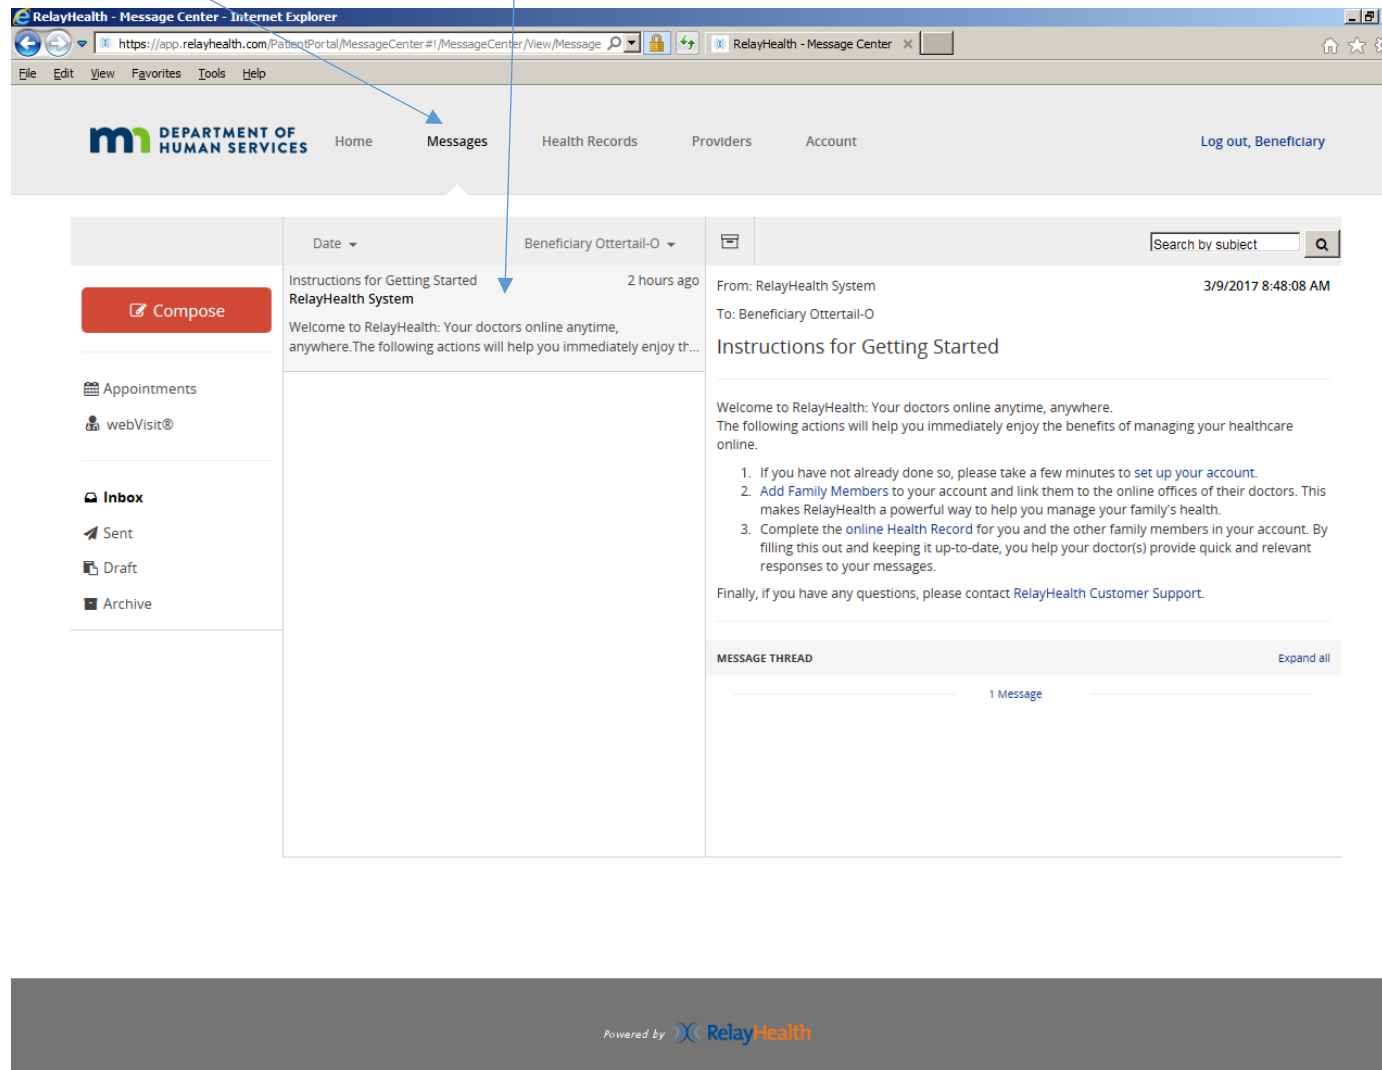 RelayHealth - Message Center - Internet Explorer
https://app.relayhealth.com/PatientPortal/MessageCenter#!/MessageCenter/View/Message
RelayHealth - Message Center
File Edit View Favorites Tools Help
DEPARTMENT OF
HUMAN SERVICES
Home Messages Health Records Providers Account Log out, Beneficiary
Date Beneficiary Ottertail-O Search by subject
Compose
Appointments
webVisit®
Inbox
Sent
Draft
Archive
Instructions for Getting Started 2 hours ago
RelayHealth System
Welcome to RelayHealth: Your doctors online anytime,
anywhere.The following actions will help you immediately enjoy tr...
From: RelayHealth System 3/9/2017 8:48:08 AM
To: Beneficiary Ottertail-O
Instructions for Getting Started
Welcome to RelayHealth: Your doctors online anytime, anywhere.
The following actions will help you immediately enjoy the benefits of managing your healthcare
online.
1. If you have not already done so, please take a few minutes to set up your account.
2. Add Family Members to your account and link them to the online offices of their doctors. This
makes RelayHealth a powerful way to help you manage your family's health.
3. Complete the online Health Record for you and the other family members in your account. By
filling this out and keeping it up-to-date, you help your doctor(s) provide quick and relevant
responses to your messages.
Finally, if you have any questions, please contact RelayHealth Customer Support.
MESSAGE THREAD Expand all
1 Message
Powered by RelayHealth